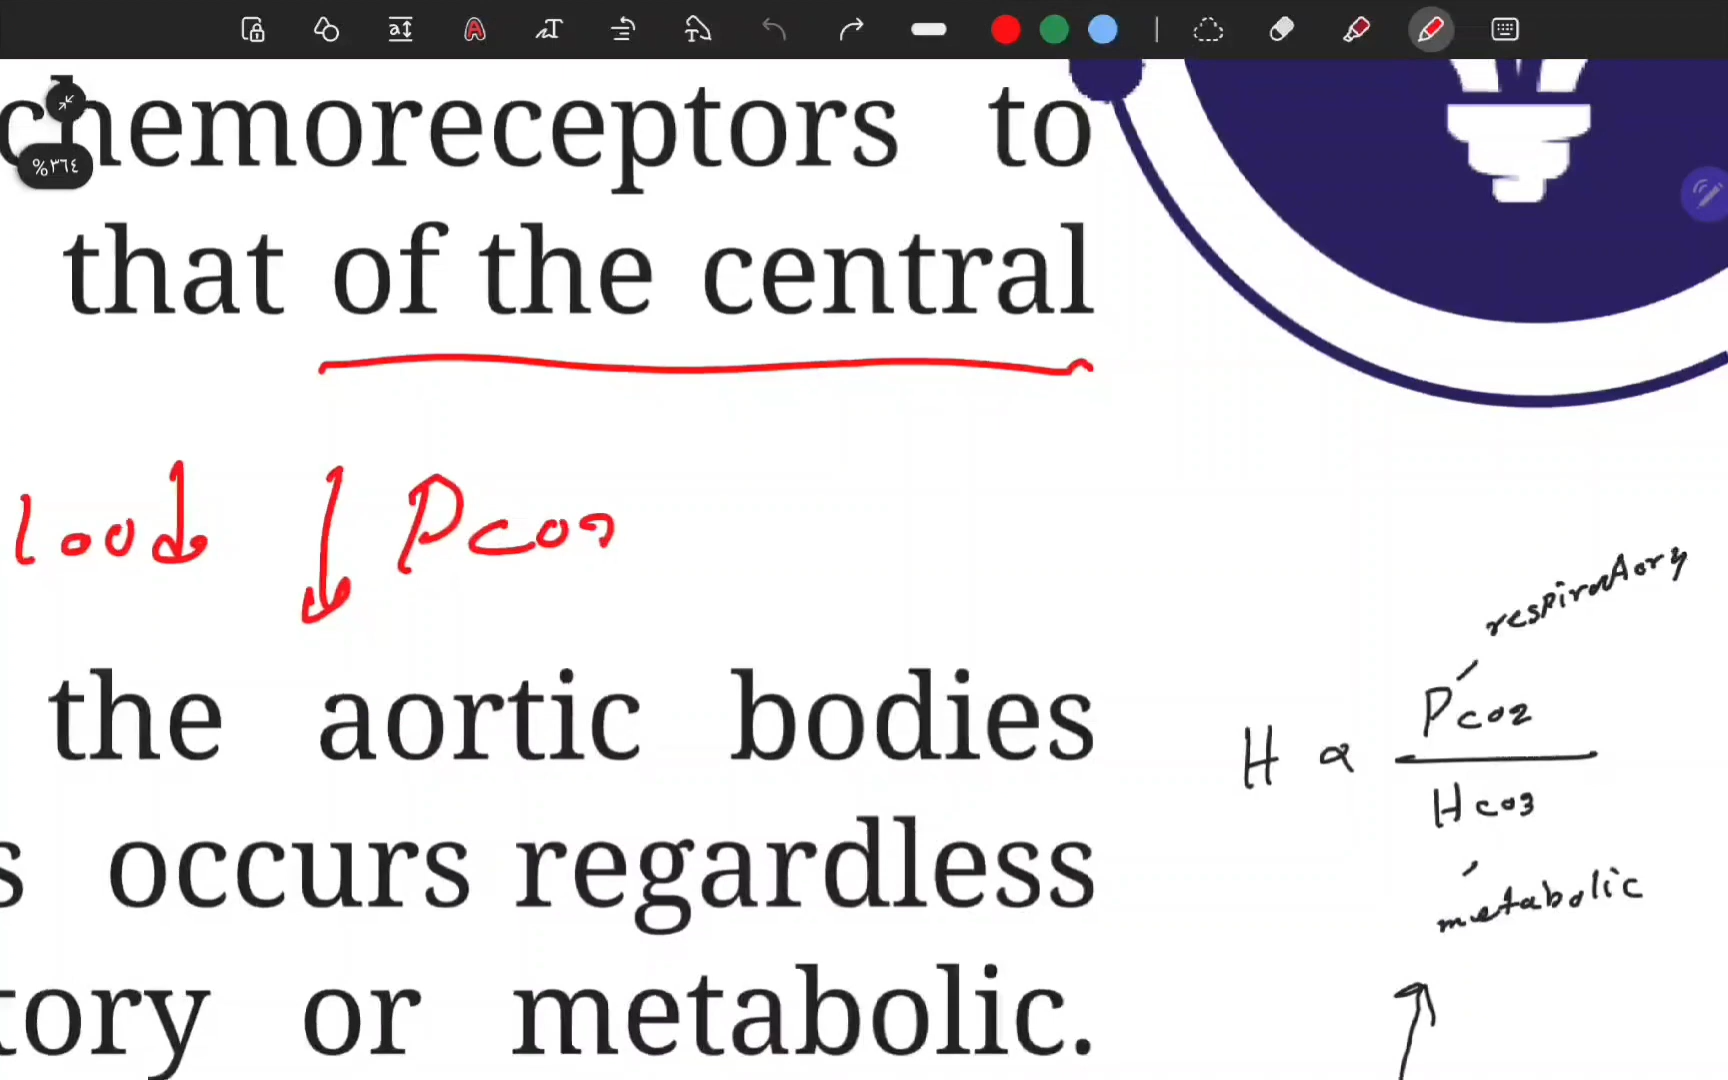 chemoreceptors to
%٣٦٤
that of the central
lood ↓ Pco2
the aortic bodies
s occurs regardless
tory or metabolic.
respiratory
H ∝ Pco2 / Hco3
metabolic